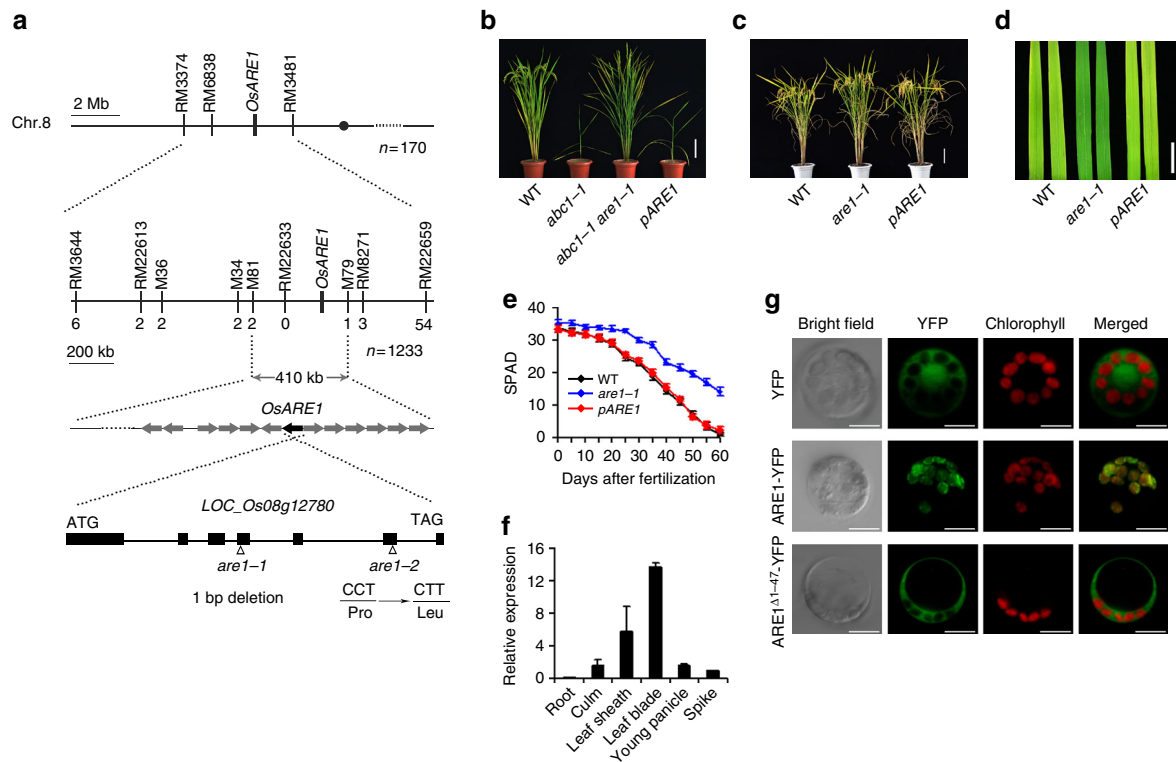 a
2 Mb
RM3374
RM6838
OsARE1
RM3481
Chr.8
n=170
RM3644
RM22613
M36
M34
M81
RM22633
OsARE1
M79
RM8271
RM22659
6 2 2 2 2 0 1 3 54
200 kb
n=1233
410 kb
OsARE1
LOC_Os08g12780
ATG
TAG
are1–1
are1–2
1 bp deletion
CCT
Pro
CTT
Leu
b
WT
abc1–1
abc1–1 are1–1
pARE1
c
WT
are1–1
pARE1
d
WT
are1–1
pARE1
e
SPAD
40
30
20
10
0
WT
are1–1
pARE1
0 10 20 30 40 50 60
Days after fertilization
f
Relative expression
16
12
8
4
0
Root
Culm
Leaf sheath
Leaf blade
Young panicle
Spike
g
Bright field YFP Chlorophyll Merged
YFP
ARE1-YFP
ARE1Δ1–47-YFP